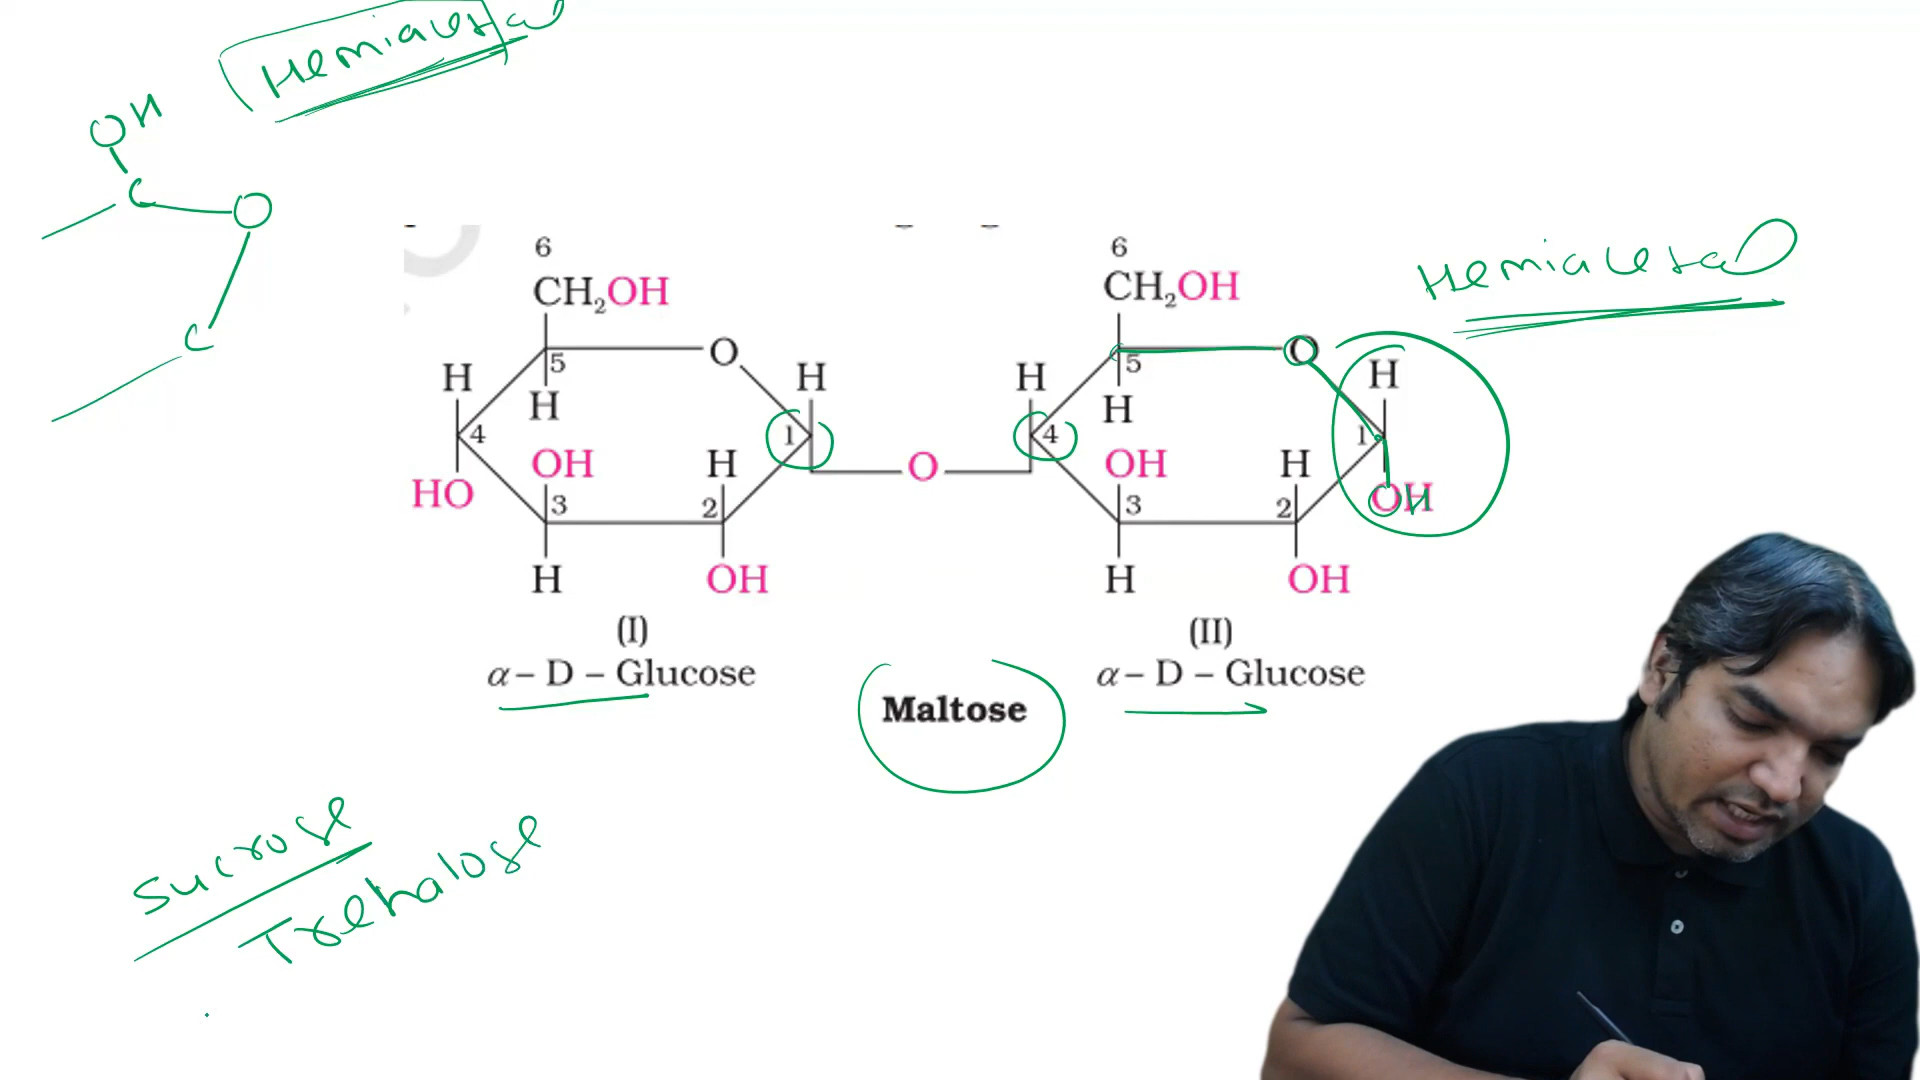 Hemiacetal
OH
C O
C
Hemiacetal
6 6
CH2OH CH2OH
5 O 5 O
H H H H
H H
4 1 4 1
OH H OH H
HO O OH
3 2 3 2
H OH H OH
(I) (II)
α – D – Glucose α – D – Glucose
Maltose
Sucrose
Trehalose